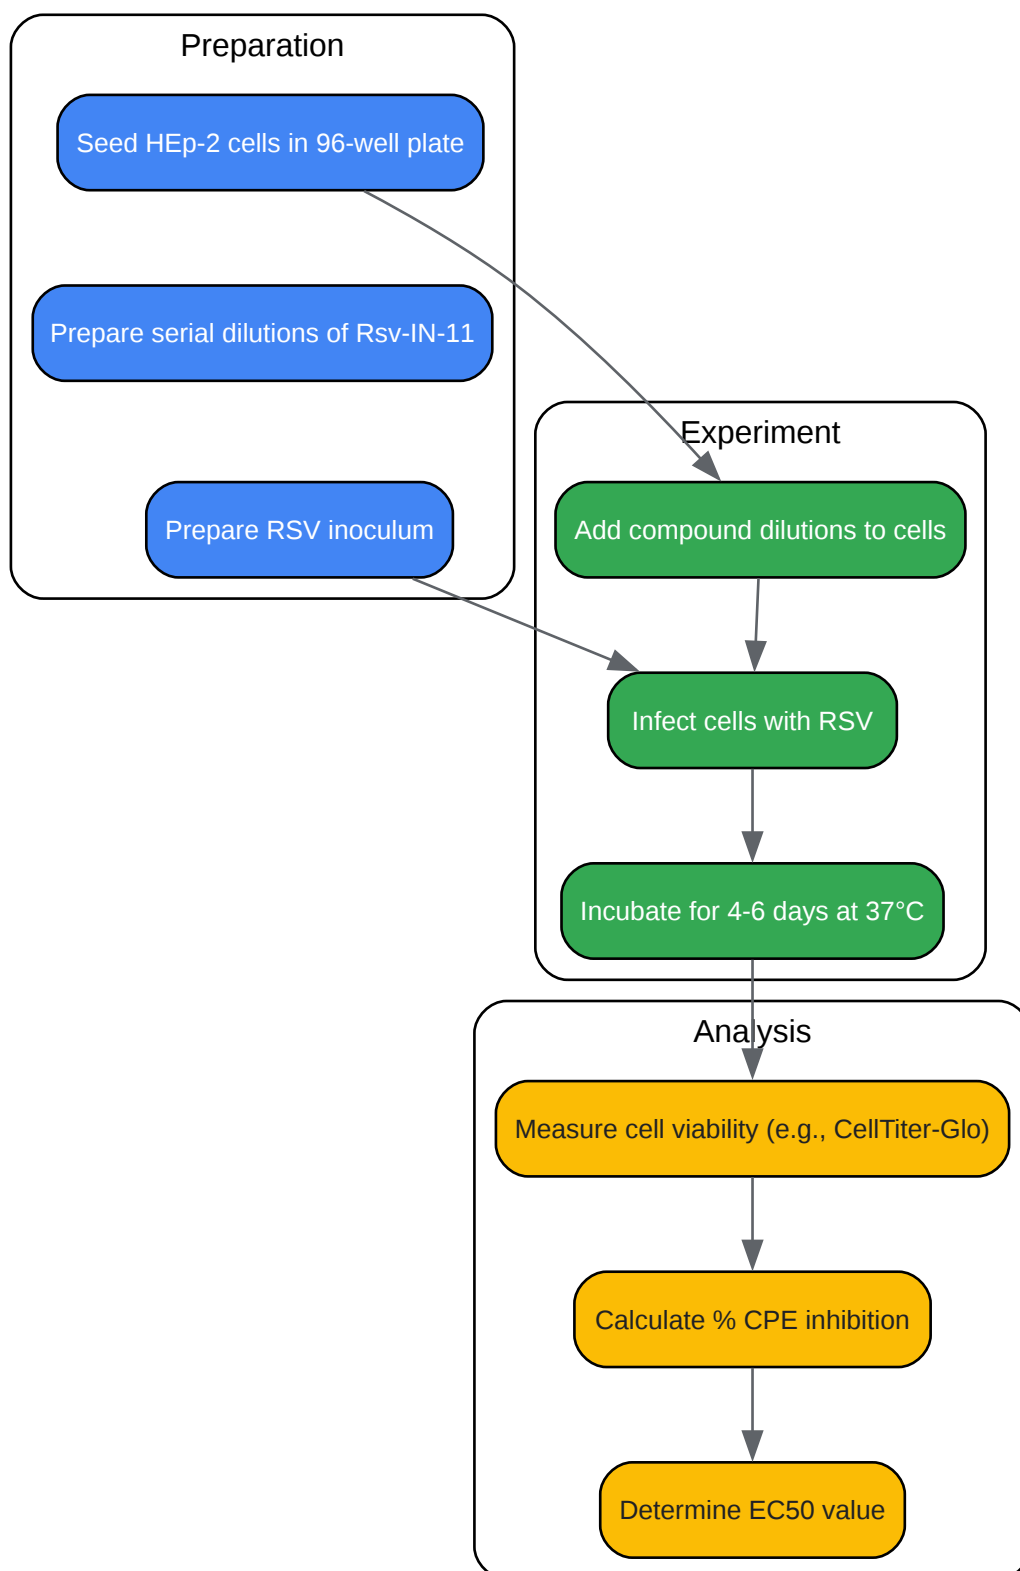 Preparation
Seed HEp-2 cells in 96-well plate
Prepare serial dilutions of Rsv-IN-11
Prepare RSV inoculum
Experiment
Add compound dilutions to cells
Infect cells with RSV
Incubate for 4-6 days at 37°C
Analysis
Measure cell viability (e.g., CellTiter-Glo)
Calculate % CPE inhibition
Determine EC50 value